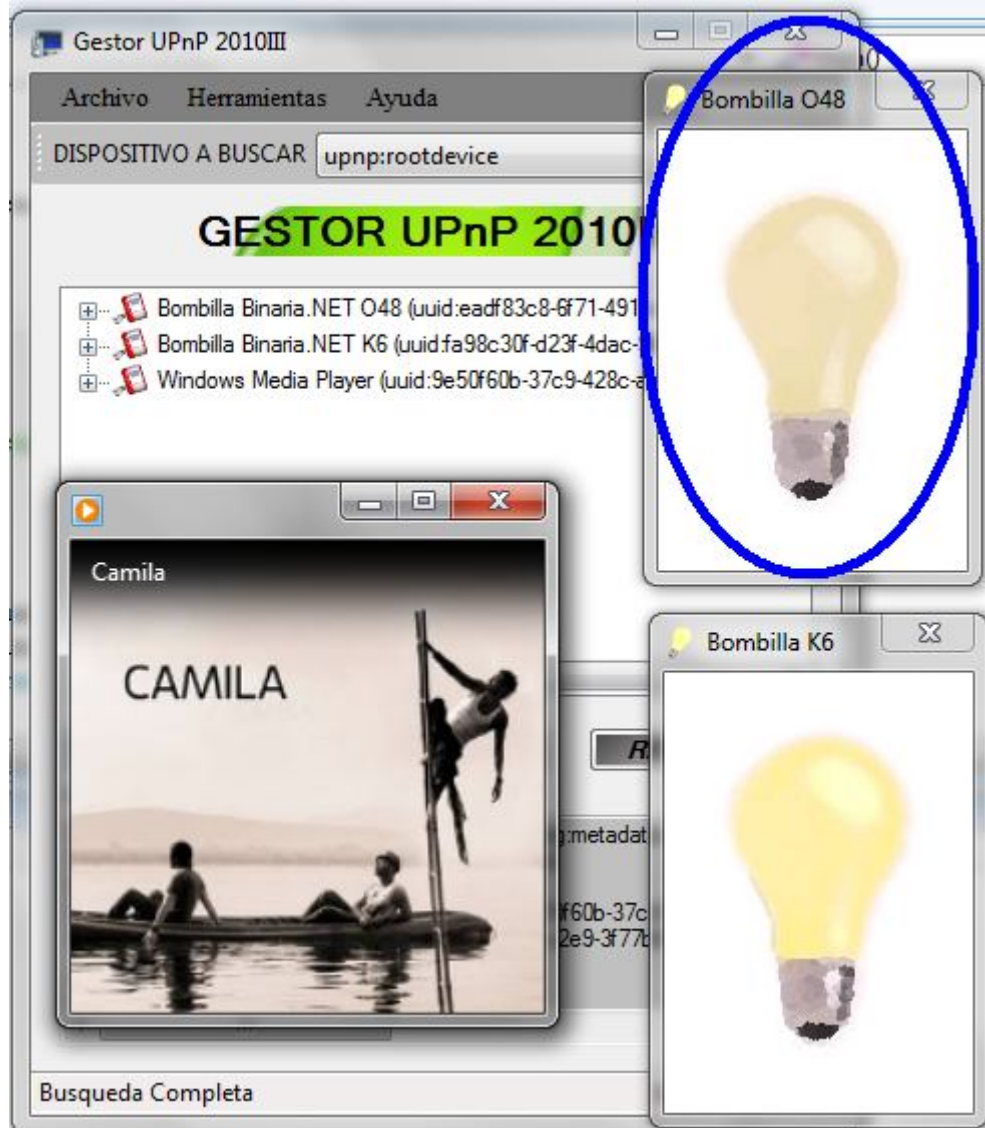 Gestor UPnP 2010III
Archivo Herramientas Ayuda
DISPOSITIVO A BUSCAR upnp:rootdevice
GESTOR UPnP 2010
Bombilla Binaria.NET O48 (uuid:eadf83c8-6f71-491
Bombilla Binaria.NET K6 (uuid:fa98c30f-d23f-4dac-
Windows Media Player (uuid:9e50f60b-37c9-428c-a
Bombilla O48
Camila
CAMILA
Bombilla K6
R
:metadat
f60b-37c
2e9-3f77b
Busqueda Completa